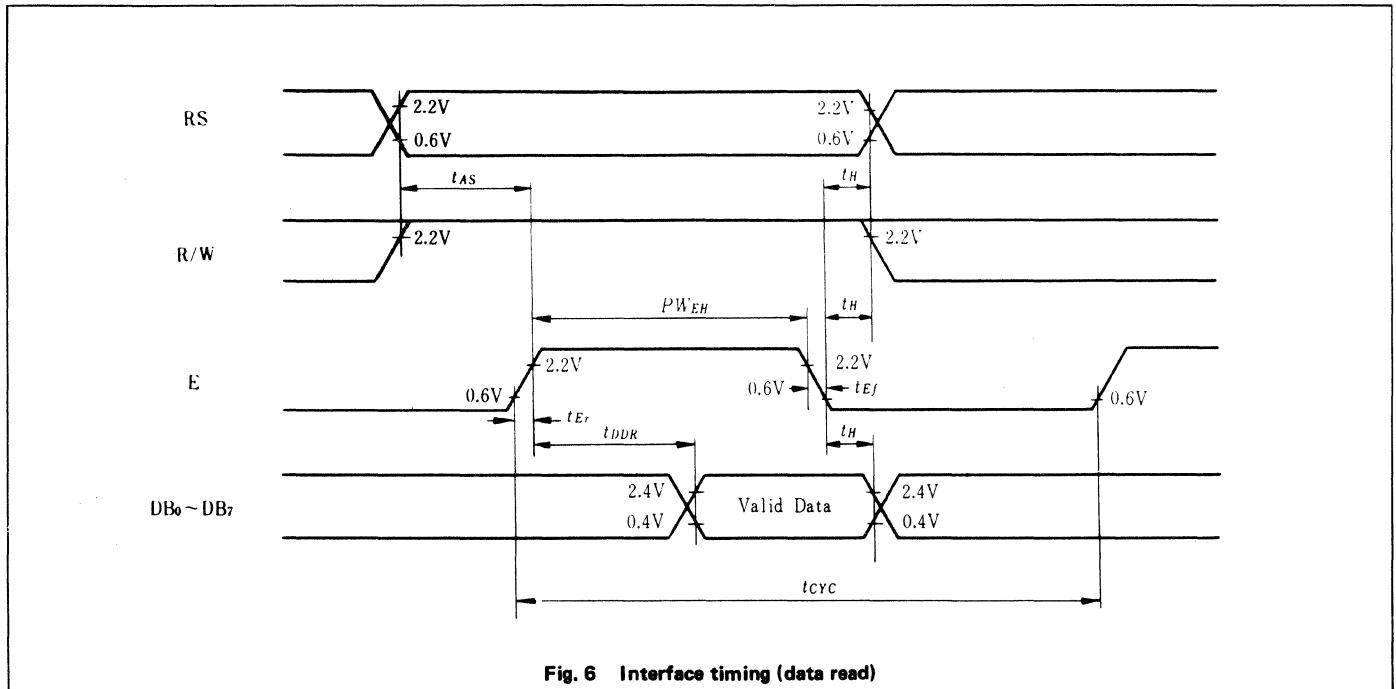 RS
2.2V
2.2V
0.6V
0.6V
tAS
tH
R/W
2.2V
2.2V
PWEH
tH
E
2.2V
2.2V
0.6V
0.6V
tEf
0.6V
tEr
tDDR
tH
DB0~DB7
2.4V
Valid Data
2.4V
0.4V
0.4V
tCYC
Fig. 6 Interface timing (data read)